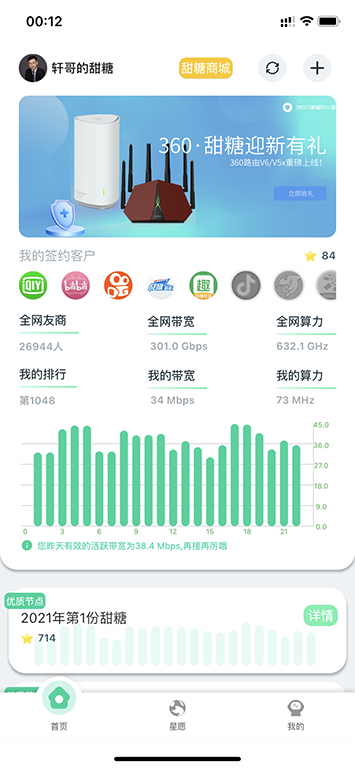 00:12
轩哥的甜糖
甜糖商城
360·甜糖迎新有礼
360路由V6/V5x重磅上线!
立即收礼
我的签约客户
84
QIY
趣
全网友商
全网带宽
全网算力
26944人
301.0 Gbps
632.1 GHz
我的排行
我的带宽
我的算力
第1048
34 Mbps
73 MHz
45.0
36.0
27.0
18.0
9.0
0.0
0 3 6 9 12 15 18 21
您昨天有效的活跃带宽为38.4 Mbps,再接再厉哦
优质节点
2021年第1份甜糖
详情
714
首页
星愿
我的